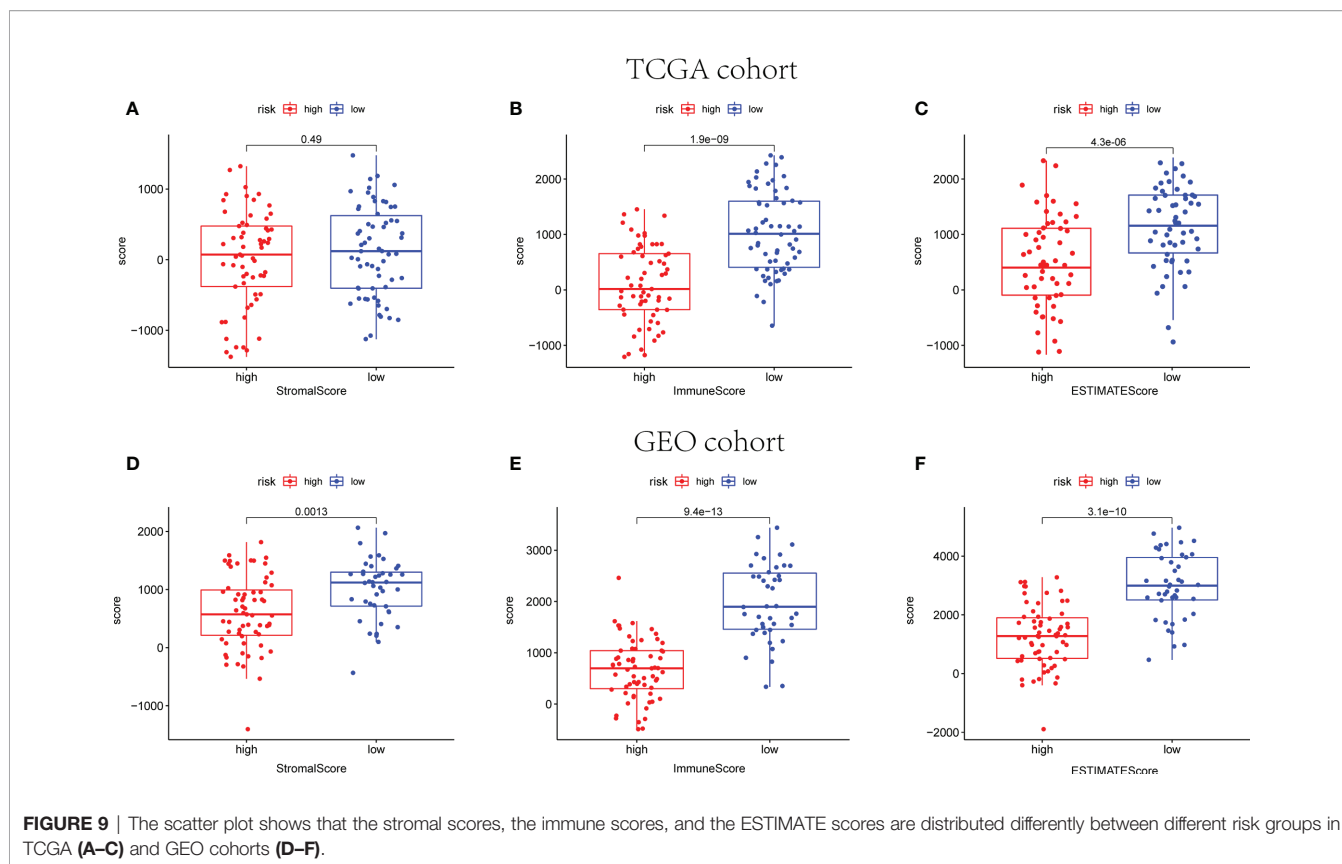 TCGA cohort
A
risk high low
0.49
score
1000
0
−1000
high low
StromalScore
B
risk high low
1.9e−09
score
2000
1000
0
−1000
high low
ImmuneScore
C
risk high low
4.3e−06
score
2000
1000
0
−1000
high low
ESTIMATEScore
GEO cohort
D
risk high low
0.0013
score
2000
1000
0
−1000
high low
StromalScore
E
risk high low
9.4e−13
score
3000
2000
1000
0
high low
ImmuneScore
F
risk high low
3.1e−10
score
4000
2000
0
−2000
high low
ESTIMATEScore
FIGURE 9 | The scatter plot shows that the stromal scores, the immune scores, and the ESTIMATE scores are distributed differently between different risk groups in
TCGA (A–C) and GEO cohorts (D–F).